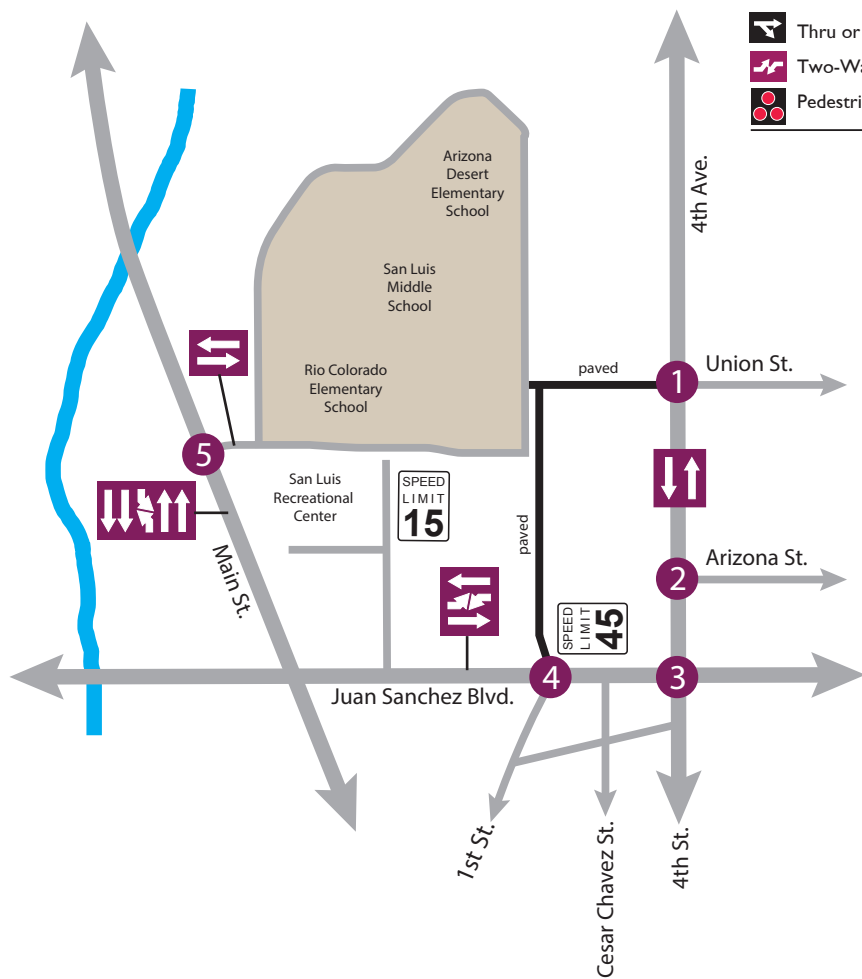 Thru or
Two-Wa
Pedestri
4th Ave.
Arizona
Desert
Elementary
School
San Luis
Middle
School
Rio Colorado
Elementary
School
paved
1
Union St.
5
San Luis
Recreational
Center
SPEED
LIMIT
15
paved
Main St.
2
Arizona St.
SPEED
LIMIT
45
Juan Sanchez Blvd.
4
3
1st St.
Cesar Chavez St.
4th St.